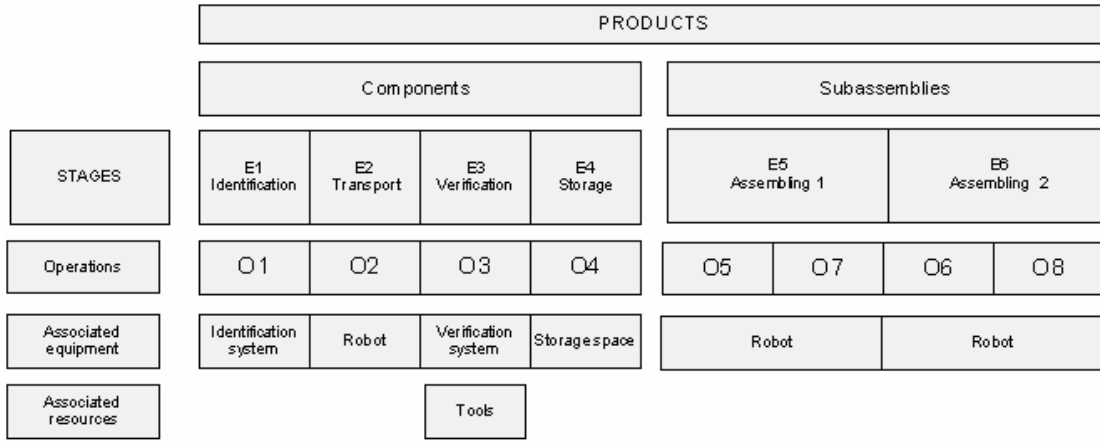 PRODUCTS
Components
Subassemblies
STAGES
E1
Identification
E2
Transport
E3
Verification
E4
Storage
E5
Assembling 1
E6
Assembling 2
Operations
O1
O2
O3
O4
O5
O7
O6
O8
Associated
equipment
Identification
system
Robot
Verification
system
Storage space
Robot
Robot
Associated
resources
Tools